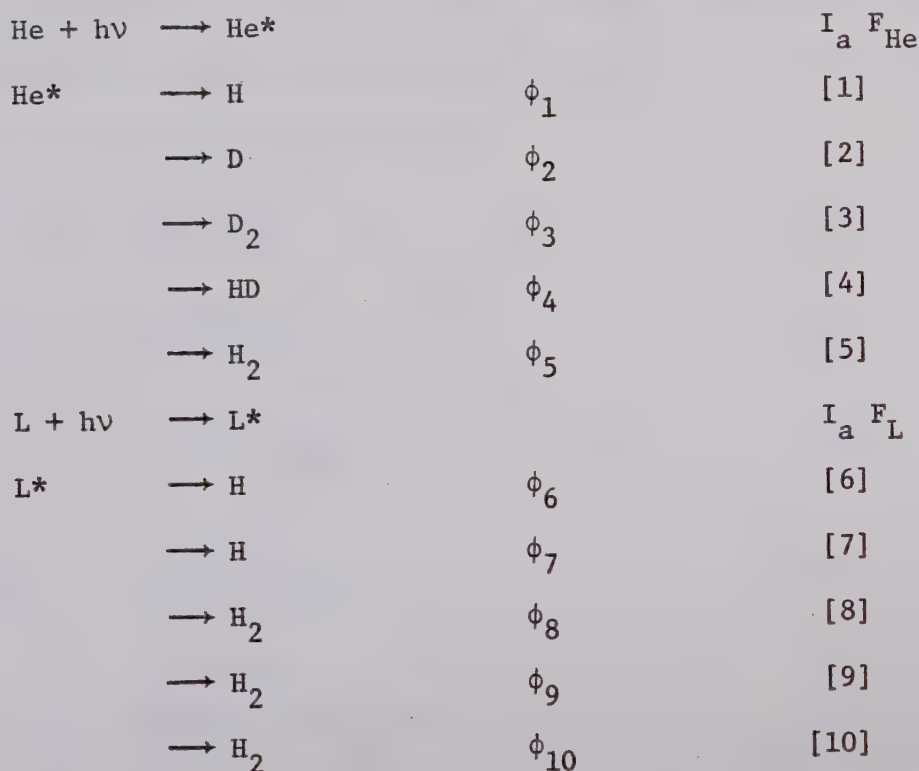 He + hν → He* I_a F_He
He* → H ϕ_1 [1]
→ D ϕ_2 [2]
→ D_2 ϕ_3 [3]
→ HD ϕ_4 [4]
→ H_2 ϕ_5 [5]
L + hν → L* I_a F_L
L* → H ϕ_6 [6]
→ H ϕ_7 [7]
→ H_2 ϕ_8 [8]
→ H_2 ϕ_9 [9]
→ H_2 ϕ_10 [10]